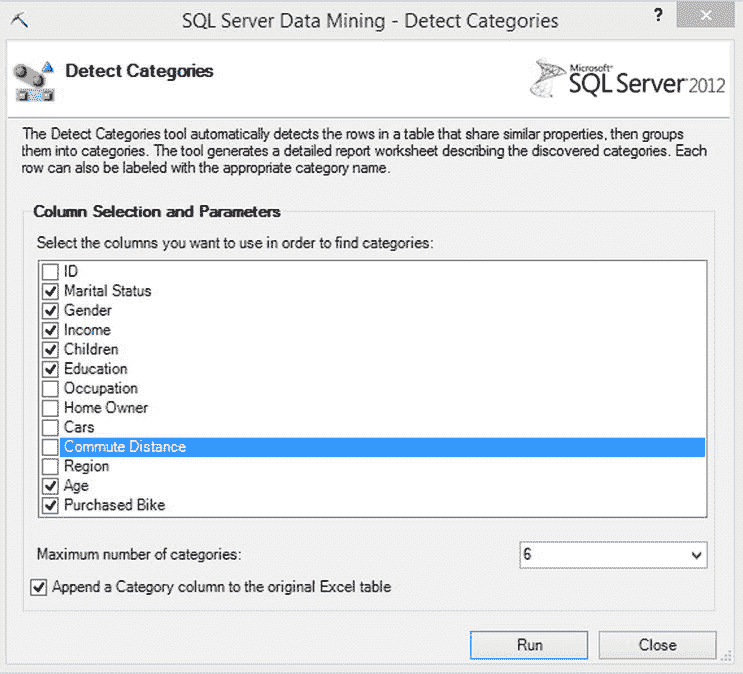 SQL Server Data Mining - Detect Categories
?
Detect Categories
Microsoft
SQL Server 2012
The Detect Categories tool automatically detects the rows in a table that share similar properties, then groups
them into categories. The tool generates a detailed report worksheet describing the discovered categories. Each
row can also be labeled with the appropriate category name.
Column Selection and Parameters
Select the columns you want to use in order to find categories:
ID
Marital Status
Gender
Income
Children
Education
Occupation
Home Owner
Cars
Commute Distance
Region
Age
Purchased Bike
Maximum number of categories:
6
Append a Category column to the original Excel table
Run
Close